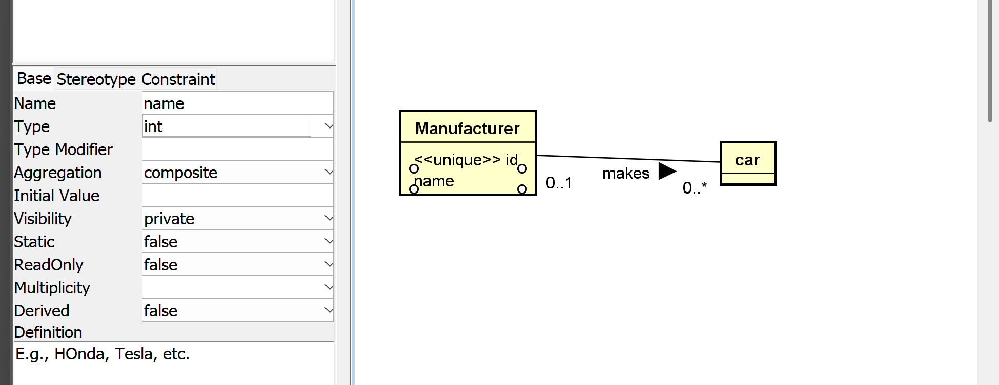 Base Stereotype Constraint
Name name
Type int
Type Modifier
Aggregation composite
Initial Value
Visibility private
Static false
ReadOnly false
Multiplicity
Derived false
Definition
E.g., HOnda, Tesla, etc.
Manufacturer
<<unique>> id
name
0..1
makes
0..*
car